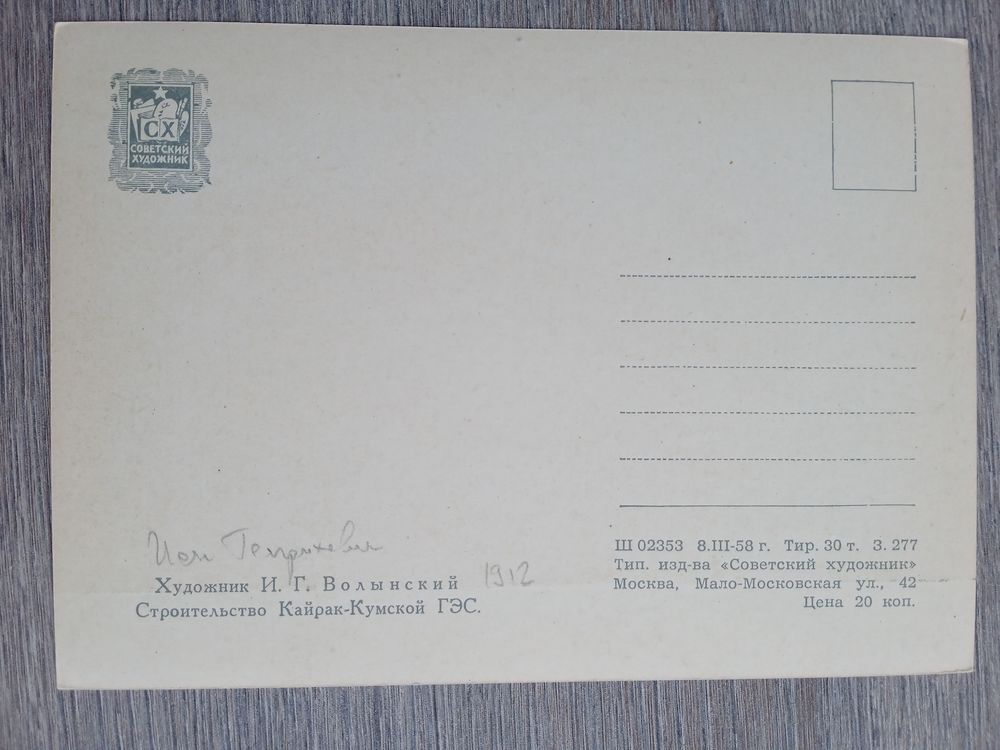 СХ
СОВЕТСКИЙ
ХУДОЖНИК
Художник И. Г. Волынский
1912
Строительство Кайрак-Кумской ГЭС.
Ш 02353 8.III-58 г. Тир. 30 т. З. 277
Тип. изд-ва «Советский художник»
Москва, Мало-Московская ул., 42
Цена 20 коп.